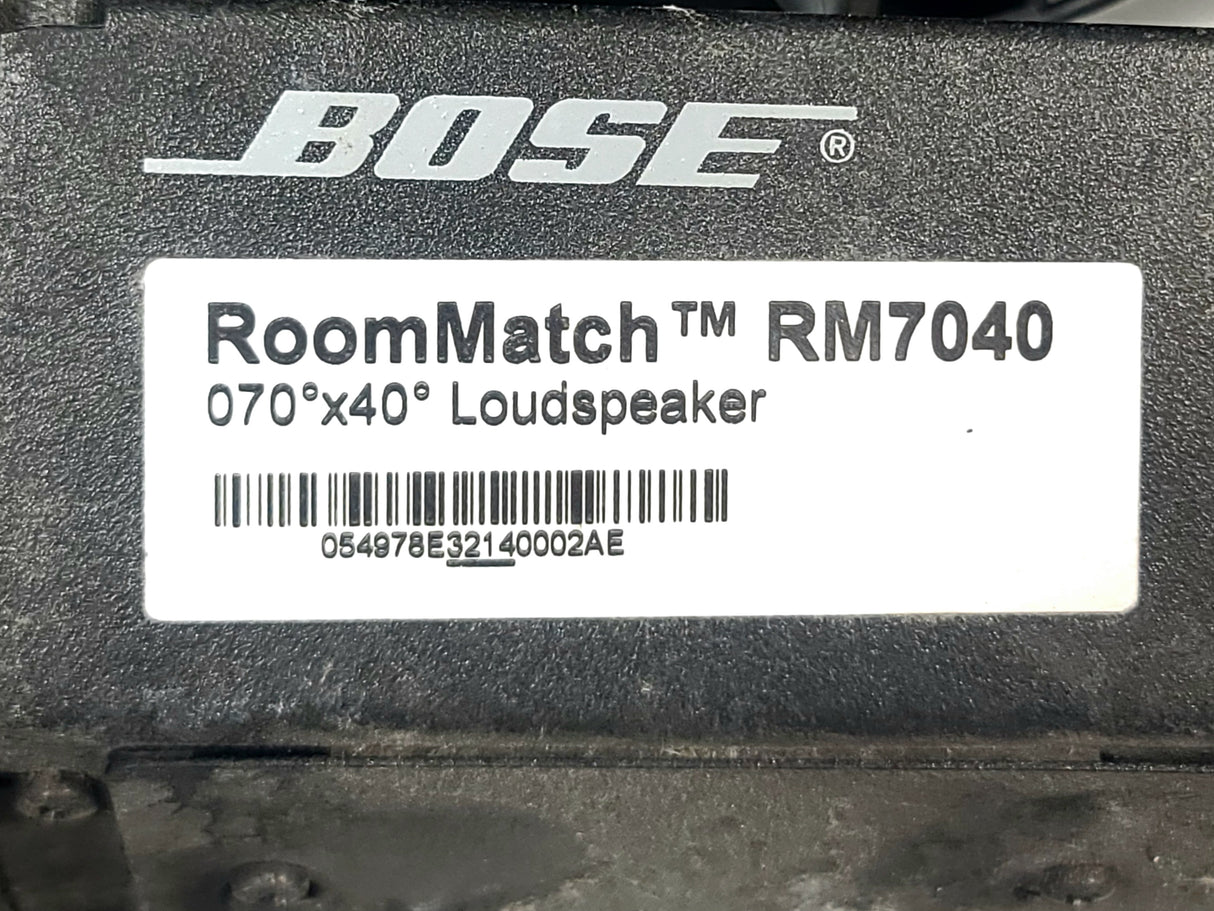 BOSE®
RoomMatch™ RM7040
070°x40° Loudspeaker
054978E32140002AE